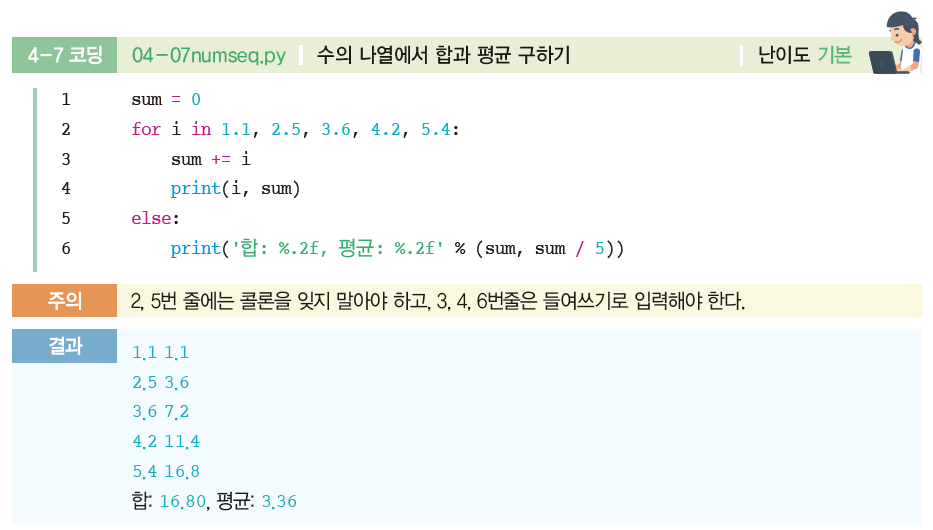 4-7 코딩 04-07numseq.py 수의 나열에서 합과 평균 구하기 난이도 기본
1 sum = 0
2 for i in 1.1, 2.5, 3.6, 4.2, 5.4:
3 sum += i
4 print(i, sum)
5 else:
6 print('합: %.2f, 평균: %.2f' % (sum, sum / 5))
주의 2, 5번 줄에는 콜론을 잊지 말아야 하고, 3, 4, 6번줄은 들여쓰기로 입력해야 한다.
결과
1.1 1.1
2.5 3.6
3.6 7.2
4.2 11.4
5.4 16.8
합: 16.80, 평균: 3.36